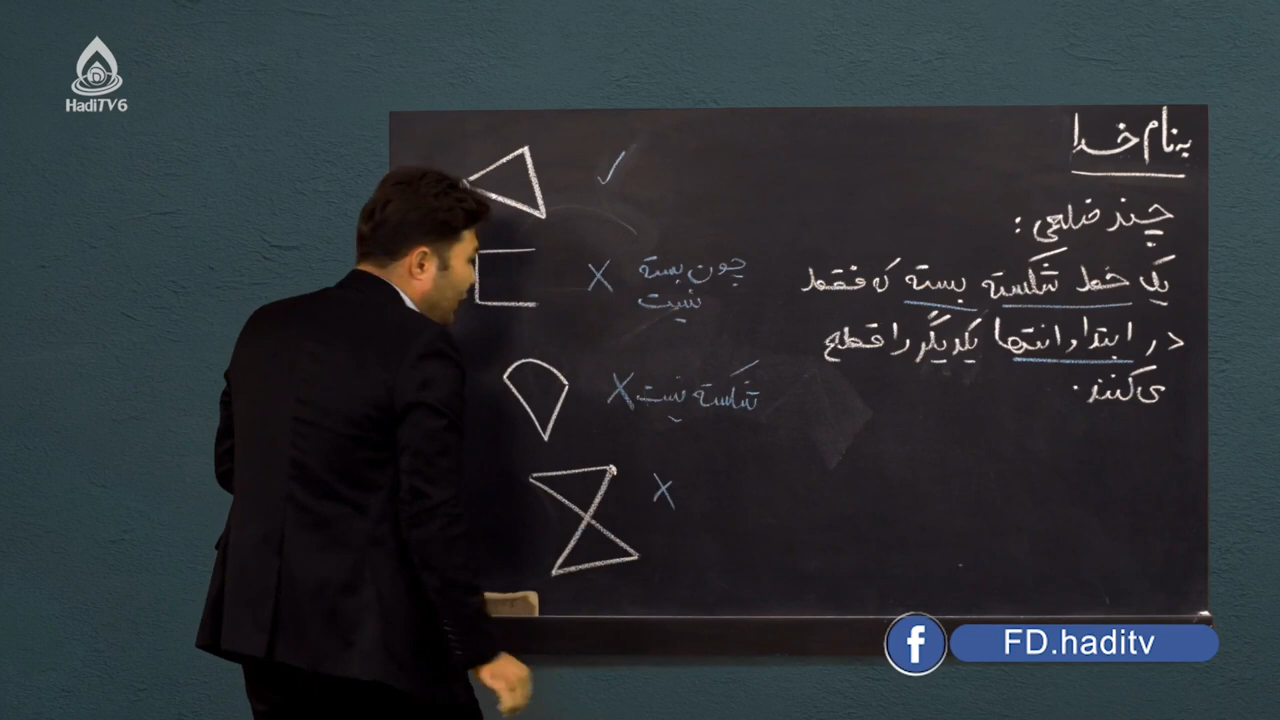 HadiTV6
به نام خدا
چند ضلعی :
یک خط شکسته بسته که فقط
در ابتدا و انتها یکدیگر را قطع
می‌کنند.
چون بسته
نیست
شکسته نیست
FD.haditv